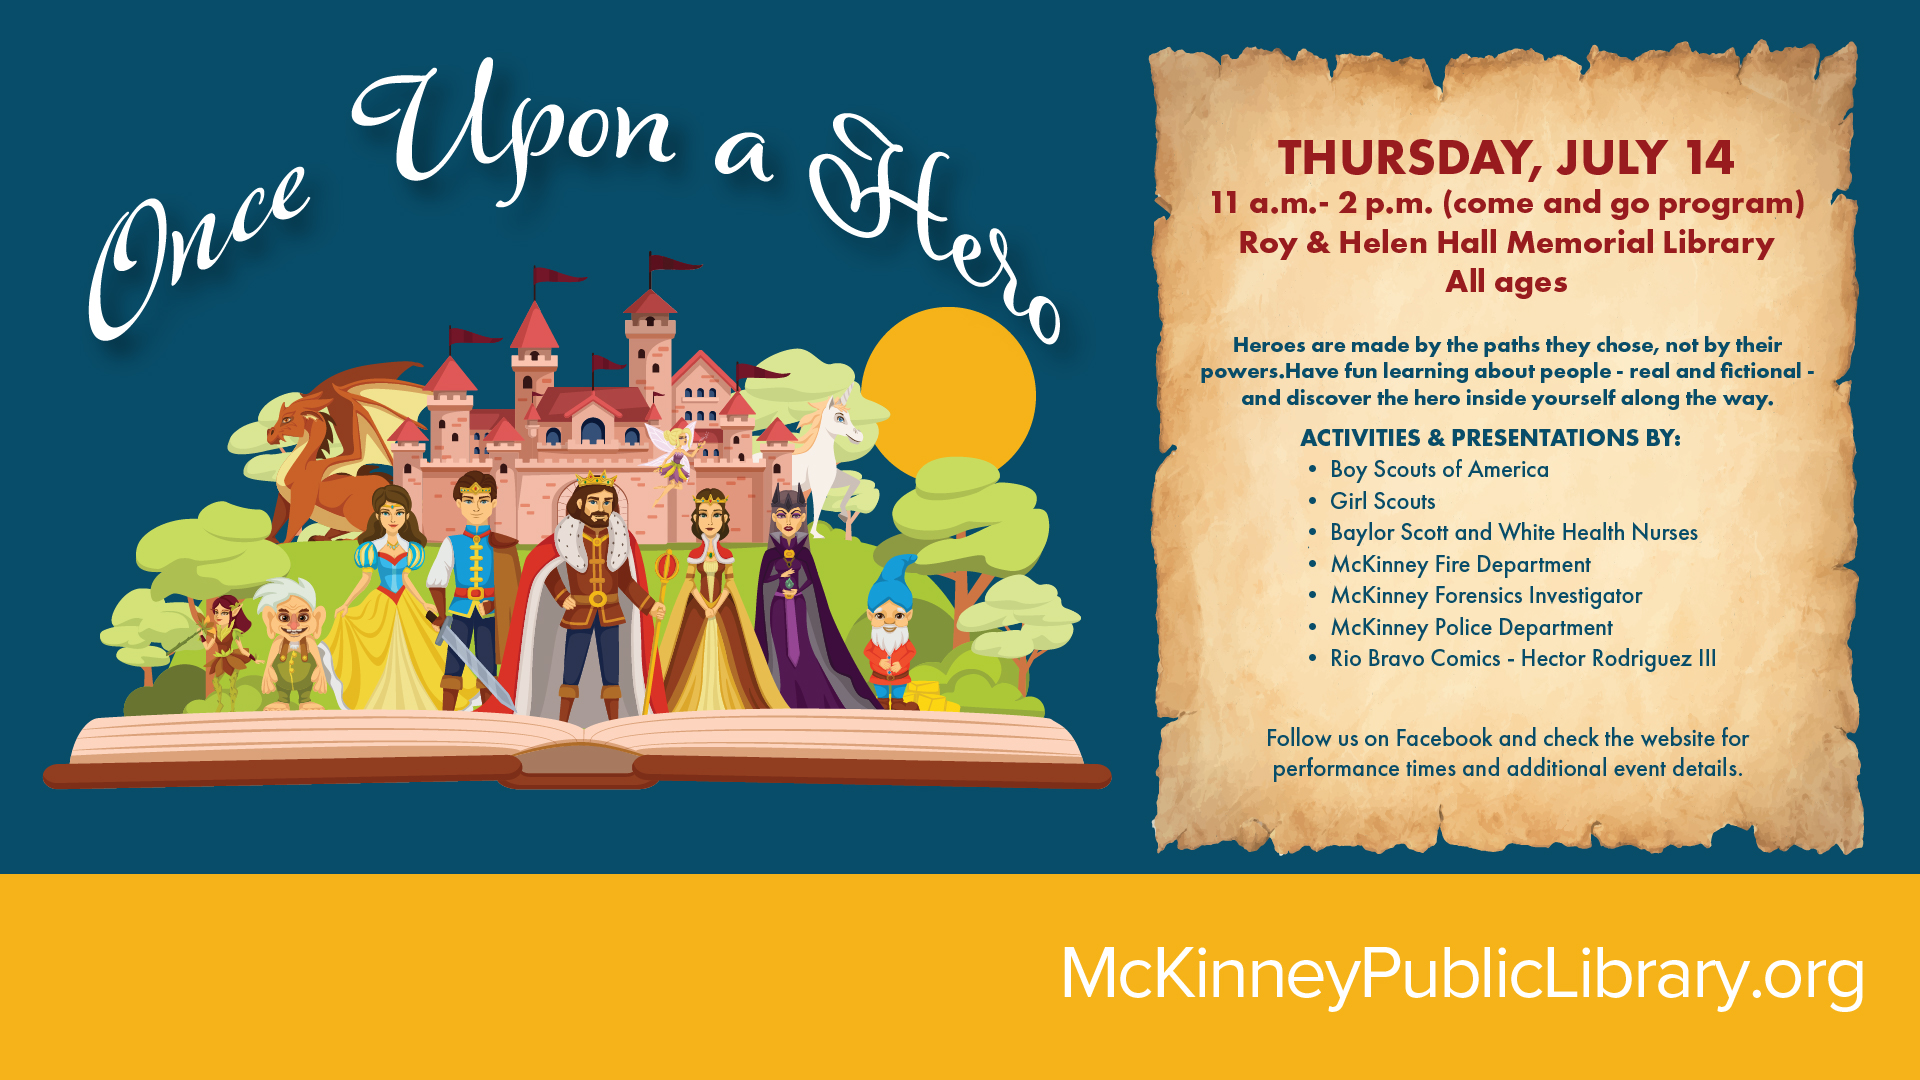 Once Upon a Hero
THURSDAY, JULY 14
11 a.m.- 2 p.m. (come and go program)
Roy & Helen Hall Memorial Library
All ages
Heroes are made by the paths they chose, not by their
powers.Have fun learning about people - real and fictional -
and discover the hero inside yourself along the way.
ACTIVITIES & PRESENTATIONS BY:
• Boy Scouts of America
• Girl Scouts
• Baylor Scott and White Health Nurses
• McKinney Fire Department
• McKinney Forensics Investigator
• McKinney Police Department
• Rio Bravo Comics - Hector Rodriguez III
Follow us on Facebook and check the website for
performance times and additional event details.
McKinneyPublicLibrary.org